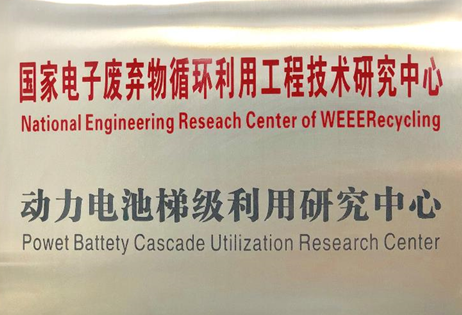 国家电子废弃物循环利用工程技术研究中心
National Engineering Reseach Center of WEEERecycling
动力电池梯级利用研究中心
Powet Battety Cascade Utilization Research Center